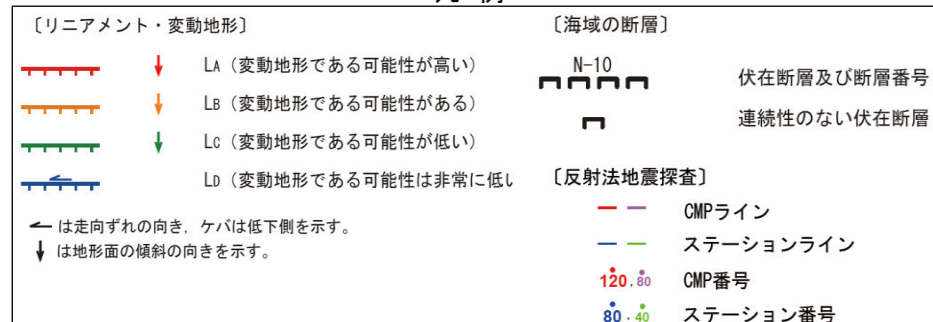 〔リニアメント・変動地形〕
LA（変動地形である可能性が高い）
LB（変動地形である可能性がある）
LC（変動地形である可能性が低い）
LD（変動地形である可能性は非常に低い
は走向ずれの向き，ケバは低下側を示す。
は地形面の傾斜の向きを示す。
〔海域の断層〕
N-10
伏在断層及び断層番号
連続性のない伏在断層
〔反射法地震探査〕
CMPライン
ステーションライン
120 . 80 CMP番号
80 . 40 ステーション番号